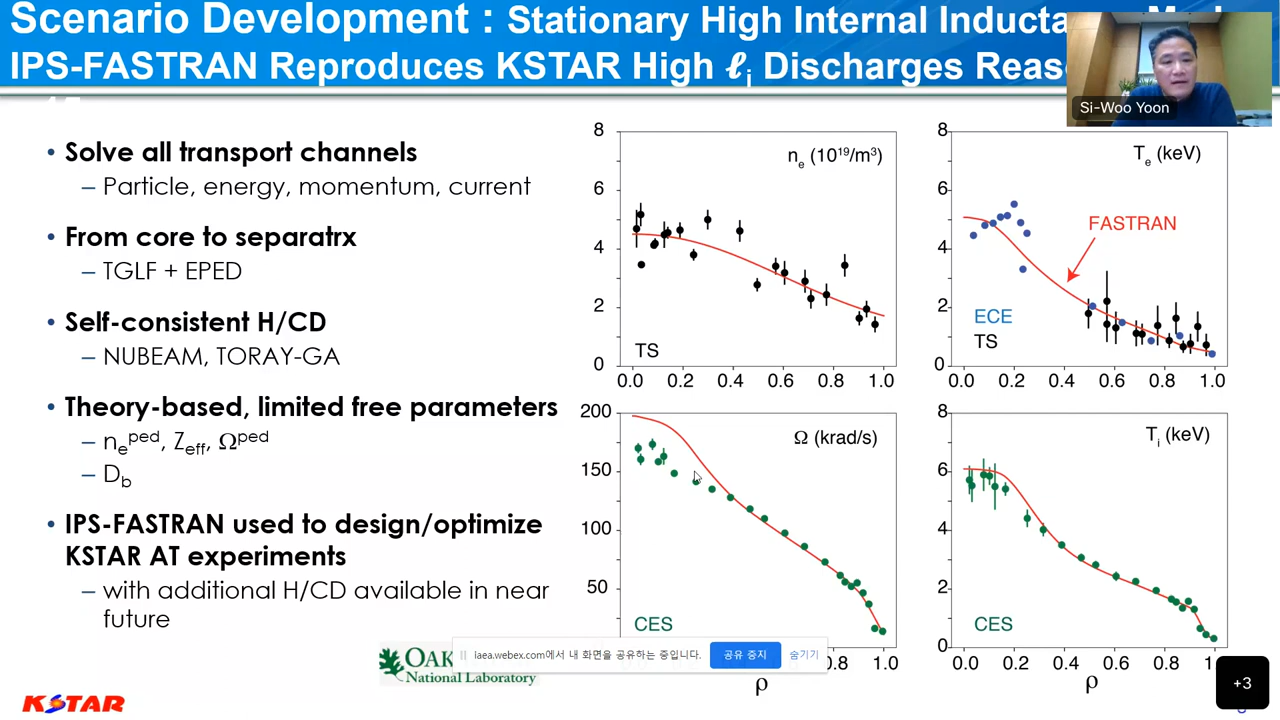 Scenario Development : Stationary High Internal Inducta
IPS-FASTRAN Reproduces KSTAR High ℓi Discharges Reas
Si-Woo Yoon
• Solve all transport channels
– Particle, energy, momentum, current
• From core to separatrx
– TGLF + EPED
• Self-consistent H/CD
– NUBEAM, TORAY-GA
• Theory-based, limited free parameters
– neped, Zeff, Ωped
– Db
• IPS-FASTRAN used to design/optimize
KSTAR AT experiments
– with additional H/CD available in near
future
8
6
4
2
0
ne (1019/m3)
TS
0.0 0.2 0.4 0.6 0.8 1.0
8
6
4
2
0
Te (keV)
FASTRAN
ECE
TS
0.0 0.2 0.4 0.6 0.8 1.0
200
150
100
50
Ω (krad/s)
CES
0.8 1.0
ρ
8
6
4
2
0
Ti (keV)
CES
0.0 0.2 0.4 0.6 0.8 1.0
ρ
OAK
National Laboratory
iaea.webex.com에서 내 화면을 공유하는 중입니다.
공유 중지
숨기기
KSTAR
+3